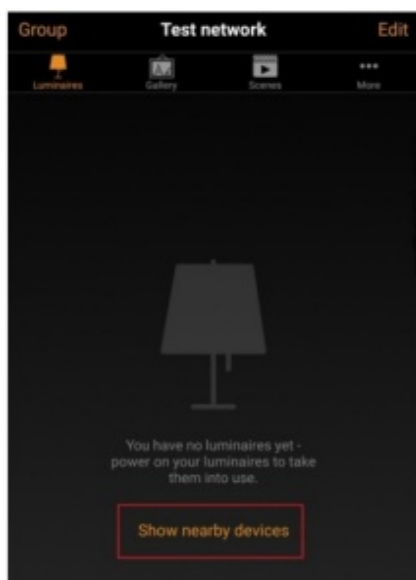 Group Test network Edit
Luminaires Gallery Scenes More
You have no luminaires yet -
power on your luminaires to take
them into use.
Show nearby devices